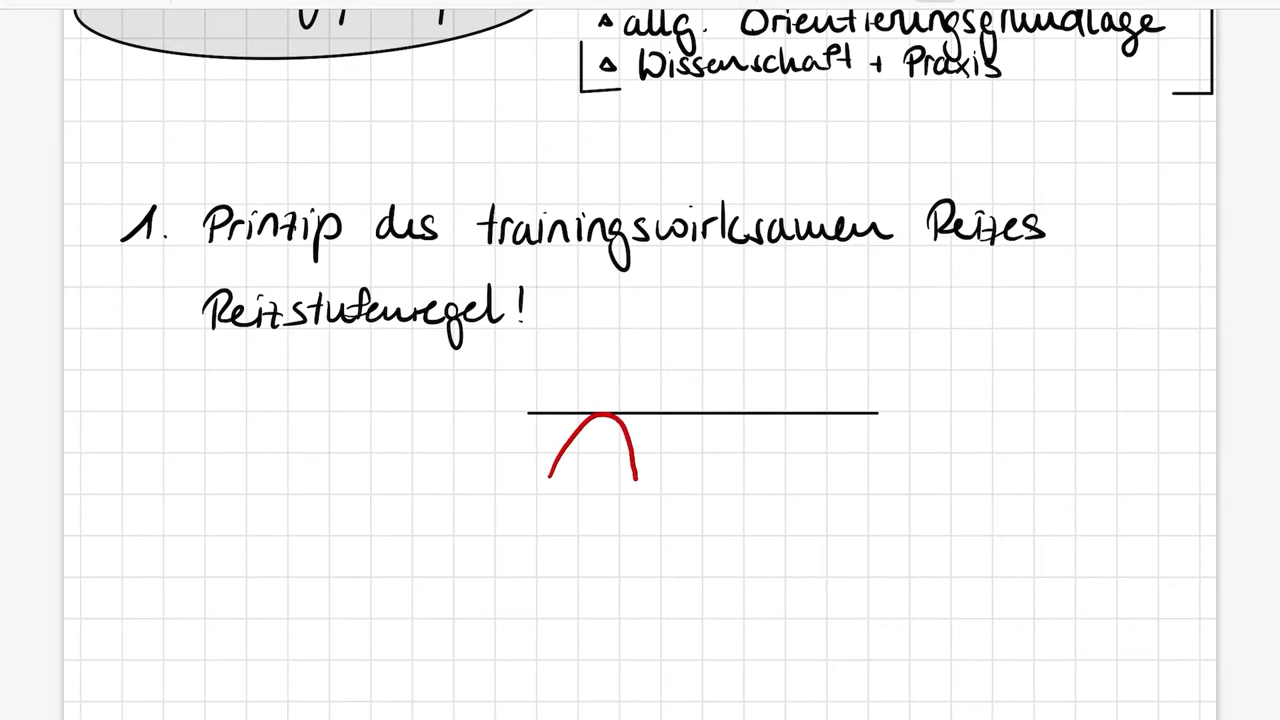 ▵ allg. Orientierungsgrundlage
▵ Wissenschaft + Praxis
1. Prinzip des trainingswirksamen Reizes
Reizstufenregel!